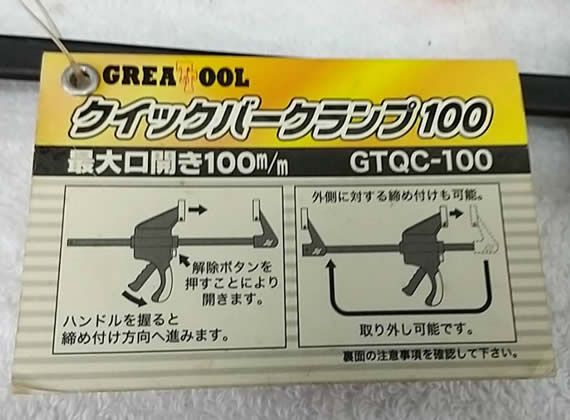 GREATOOL
クイックバークランプ100
最大口開き100m/m GTQC-100
解除ボタンを
押すことにより
開きます。
ハンドルを握ると
締め付け方向へ進みます。
外側に対する締め付けも可能。
取り外し可能です。
裏面の注意事項を確認して下さい。